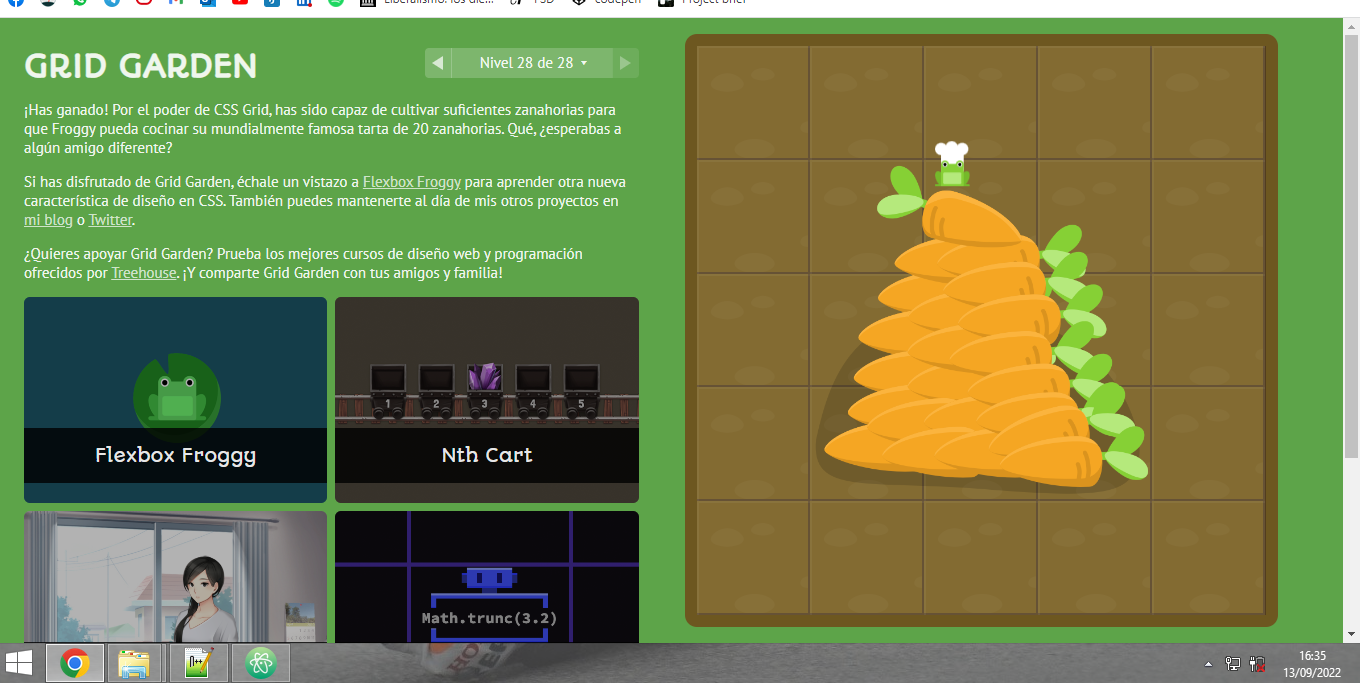 Liberalismo: los die...
PSD
codepen
Project brief
GRID GARDEN
Nivel 28 de 28
¡Has ganado! Por el poder de CSS Grid, has sido capaz de cultivar suficientes zanahorias para
que Froggy pueda cocinar su mundialmente famosa tarta de 20 zanahorias. Qué, ¿esperabas a
algún amigo diferente?
Si has disfrutado de Grid Garden, échale un vistazo a Flexbox Froggy para aprender otra nueva
característica de diseño en CSS. También puedes mantenerte al día de mis otros proyectos en
mi blog o Twitter.
¿Quieres apoyar Grid Garden? Prueba los mejores cursos de diseño web y programación
ofrecidos por Treehouse. ¡Y comparte Grid Garden con tus amigos y familia!
1 2 3 4 5
Flexbox Froggy
Nth Cart
Math.trunc(3.2)
16:35
13/09/2022